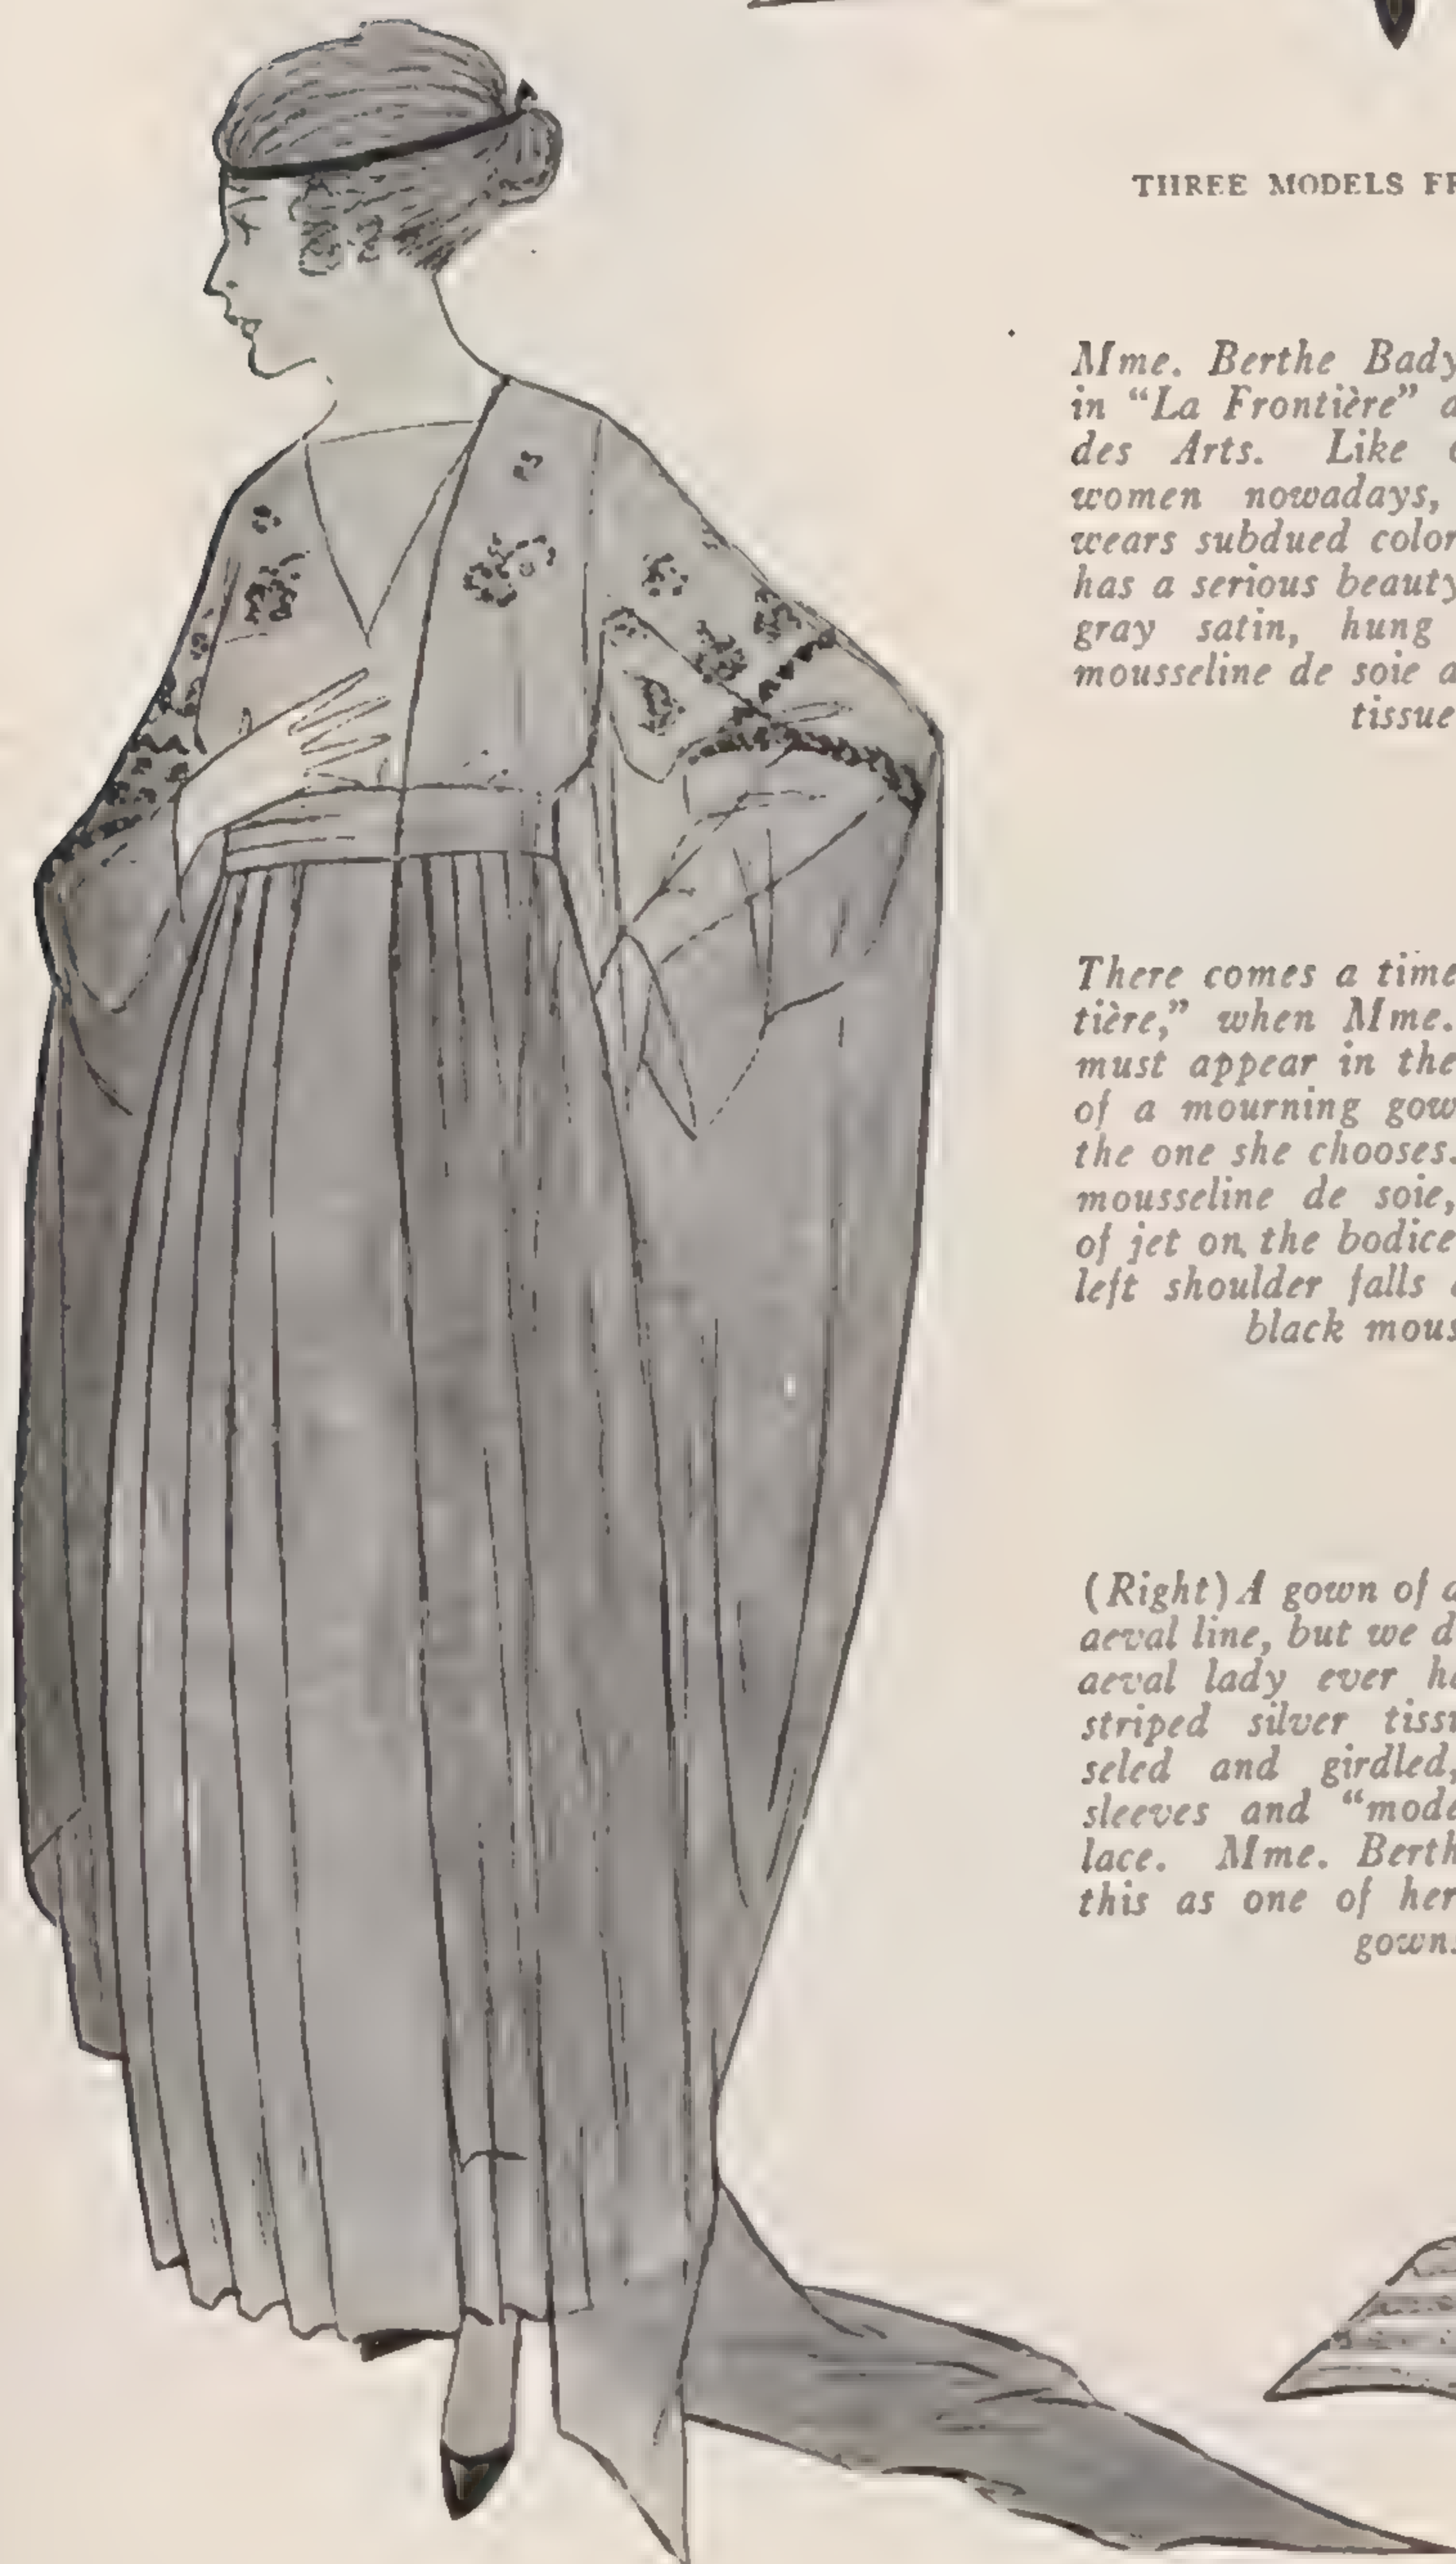 THREE MODELS
Mme. Berthe Bady
in “La Frontière”
des Arts. Like
women nowadays,
wears subdued color
has a serious beauty
gray satin, hung
mousseline de soie
tissue
There comes a time
tière,” when Mme.
must appear in the
of a mourning gow
the one she chooses.
mousseline de soie,
of jet on the bodice
left shoulder falls
black mous
(Right) A gown of
aeval line, but we d
aeval lady ever ha
striped silver tiss
seled and girdled,
sleeves and “mode
lace. Mme. Berth
this as one of her
gown